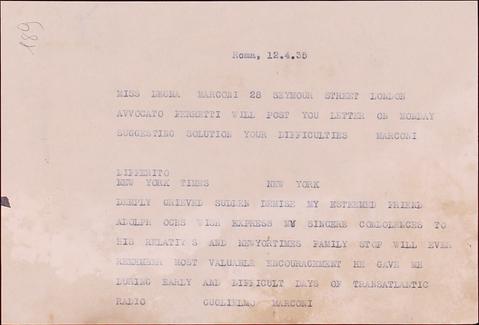 189
Roma, 12.4.35
MISS DEGMA MARCONI 28 SEYMOUR STREET LONDON
AVVOCATO FERRETTI WILL POST YOU LETTER ON MONDAY
SUGGESTING SOLUTION YOUR DIFFICULTIES MARCONI
DIFFERITO
NEW YORK TIMES NEW YORK
DEEPLY GRIEVED SUDDEN DEMISE MY ESTEEMED FRIEND
ADOLPH OCHS WISH EXPRESS MY SINCERE CONDOLENCES TO
HIS RELATIVES AND NEWYORTIMES FAMILY STOP WILL EVER
REMEMBER MOST VALUABLE ENCOURAGEMENT HE GAVE ME
DURING EARLY AND DIFFICULT DAYS OF TRANSATLANTIC
RADIO GUGLIELMO MARCONI